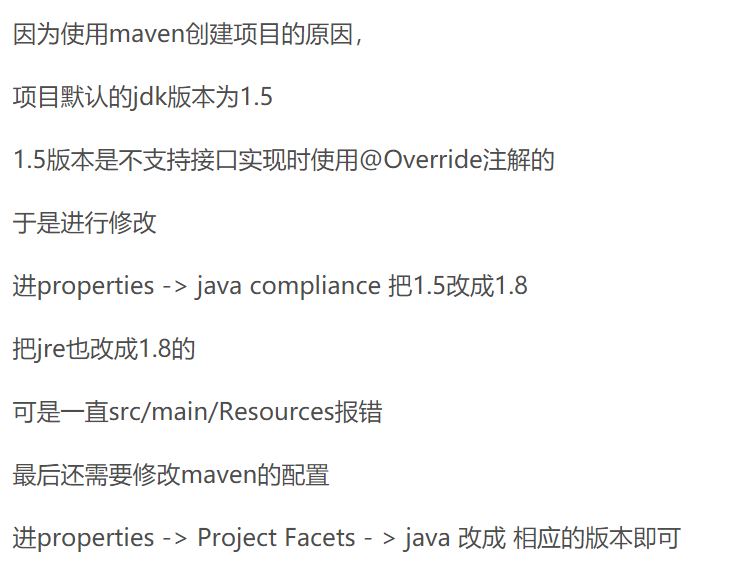 因为使用maven创建项目的原因，
项目默认的jdk版本为1.5
1.5版本是不支持接口实现时使用@Override注解的
于是进行修改
进properties -> java compliance 把1.5改成1.8
把jre也改成1.8的
可是一直src/main/Resources报错
最后还需要修改maven的配置
进properties -> Project Facets - > java 改成 相应的版本即可